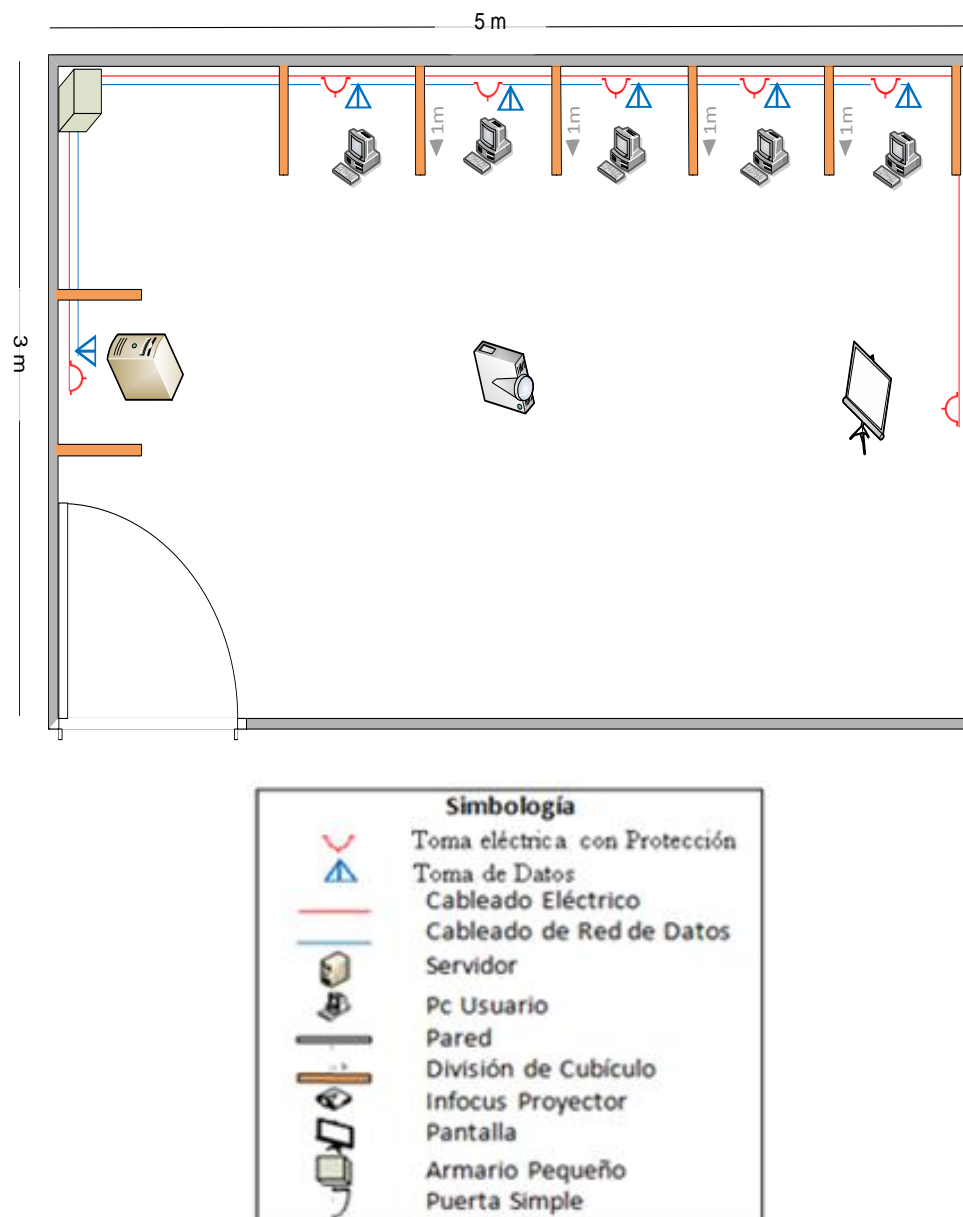 5 m
1m
1m
1m
1m
3 m
Simbología
Toma eléctrica con Protección
Toma de Datos
Cableado Eléctrico
Cableado de Red de Datos
Servidor
Pc Usuario
Pared
División de Cubículo
Infocus Proyector
Pantalla
Armario Pequeño
Puerta Simple